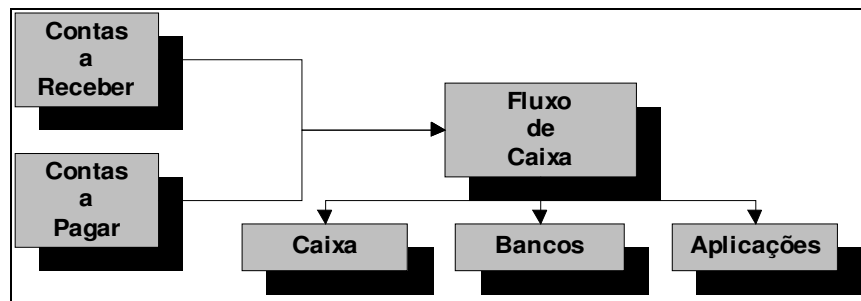 Contas
a
Receber
Fluxo
de
Caixa
Contas
a
Pagar
Caixa
Bancos
Aplicações